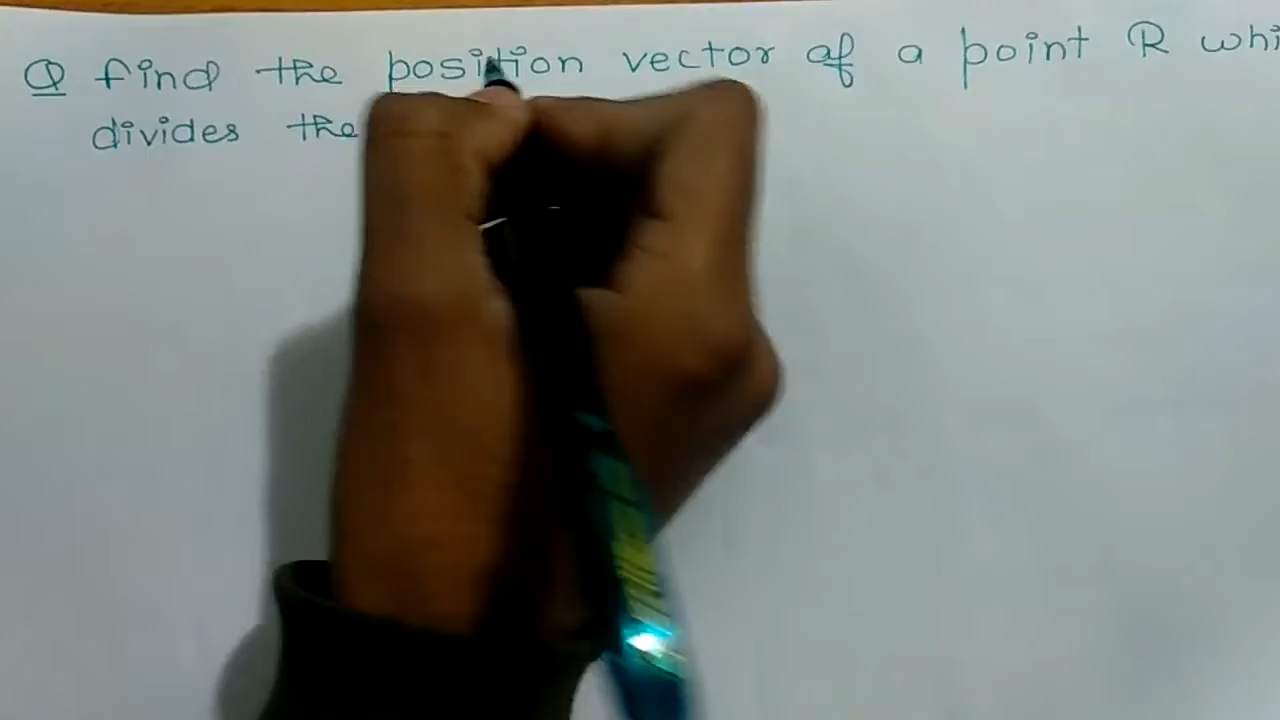 Q find the position vector of a point R whi
divides the